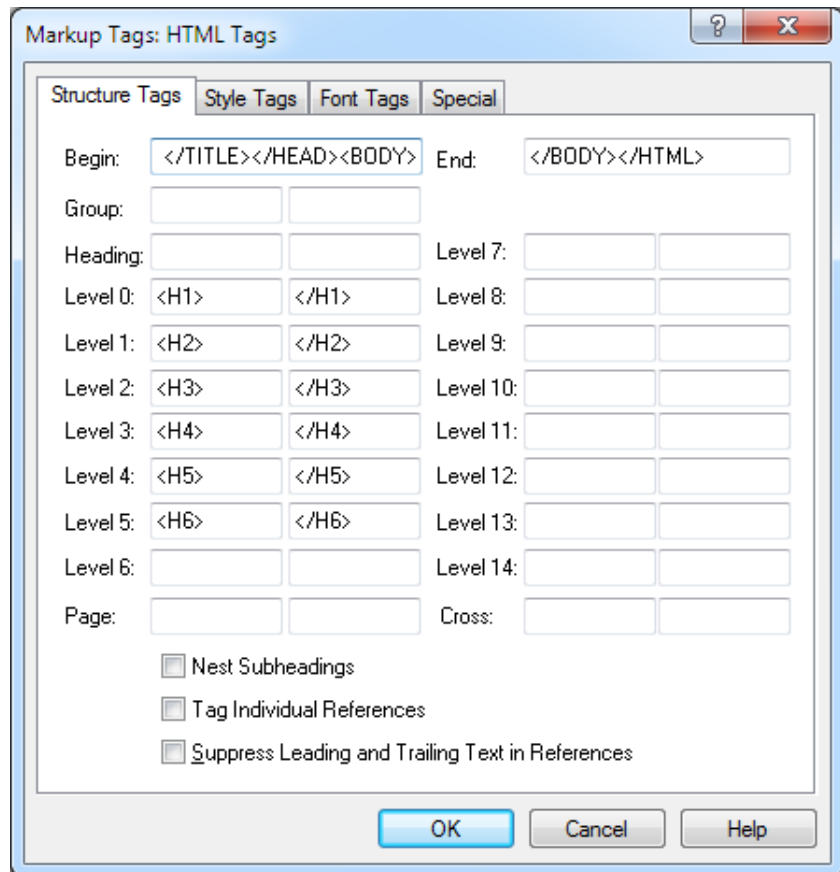 Markup Tags: HTML Tags
Structure Tags Style Tags Font Tags Special
Begin: </TITLE></HEAD><BODY> End: </BODY></HTML>
Group:
Heading: Level 7:
Level 0: <H1> </H1> Level 8:
Level 1: <H2> </H2> Level 9:
Level 2: <H3> </H3> Level 10:
Level 3: <H4> </H4> Level 11:
Level 4: <H5> </H5> Level 12:
Level 5: <H6> </H6> Level 13:
Level 6: Level 14:
Page: Cross:
Nest Subheadings
Tag Individual References
Suppress Leading and Trailing Text in References
OK Cancel Help